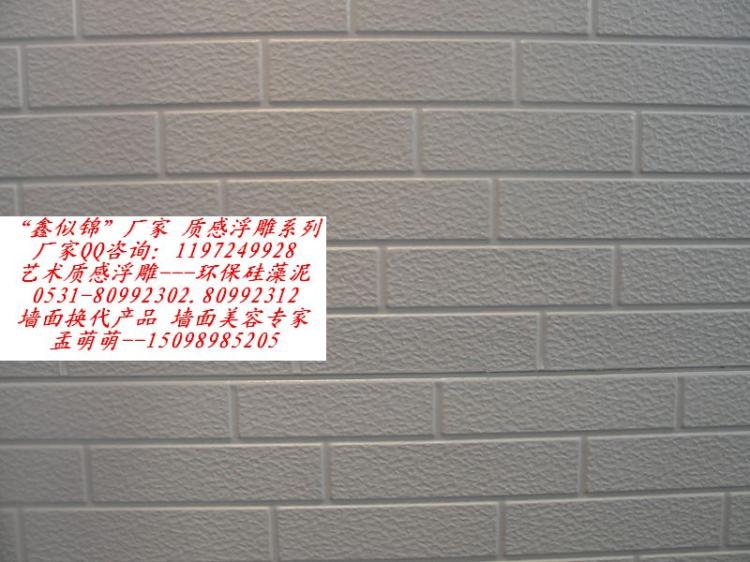 “鑫似锦”厂家 质感浮雕系列
厂家QQ咨询: 1197249928
艺术质感浮雕---环保硅藻泥
0531-80992302.80992312
墙面换代产品 墙面美容专家
孟萌萌--15098985205